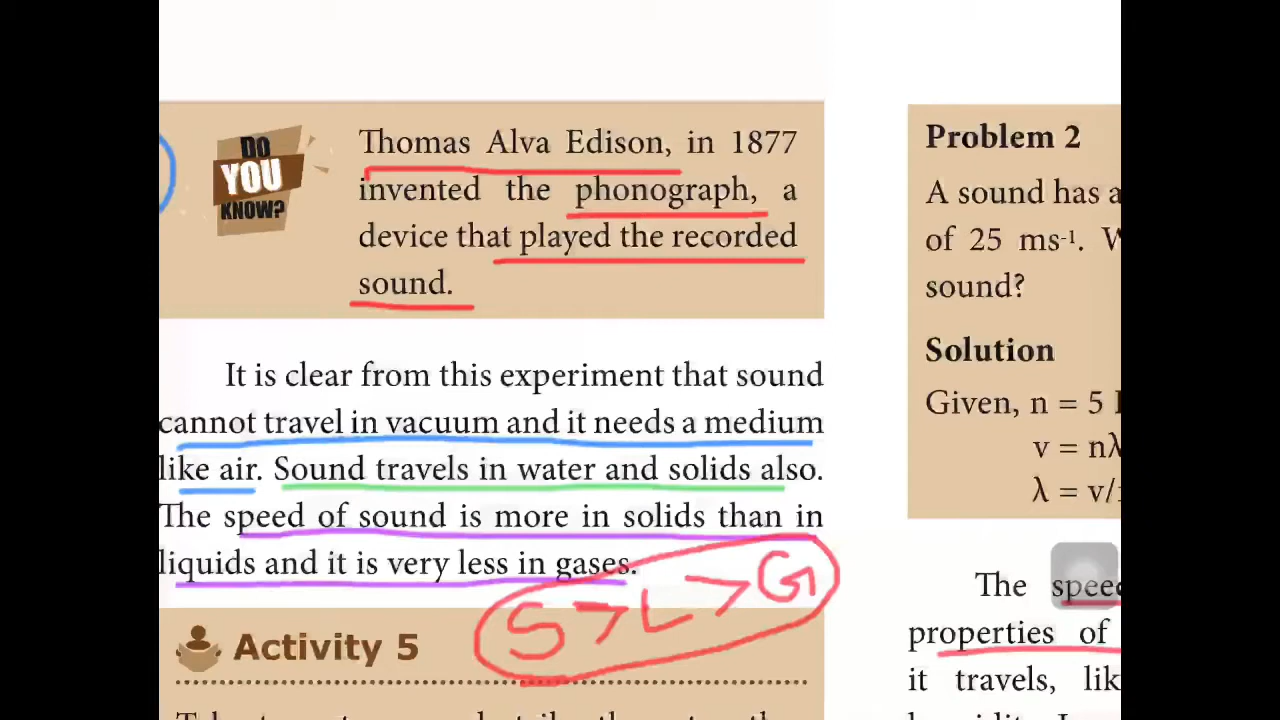 DO
YOU
KNOW?
Thomas Alva Edison, in 1877
invented the phonograph, a
device that played the recorded
sound.
It is clear from this experiment that sound
cannot travel in vacuum and it needs a medium
like air. Sound travels in water and solids also.
The speed of sound is more in solids than in
liquids and it is very less in gases.
S > L > G
Activity 5
Problem 2
A sound has a
of 25 ms-1.
sound?
Solution
Given, n = 5
v = nλ
λ = v/
The speed
properties of
it travels,